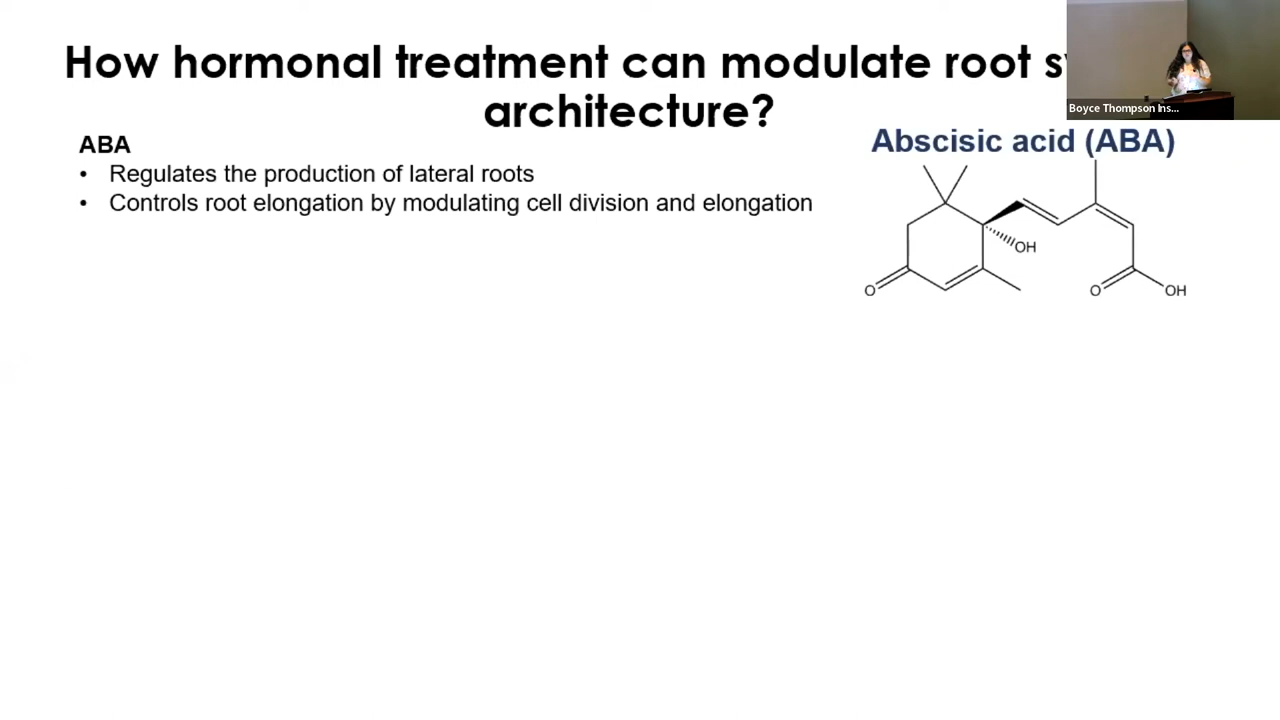 How hormonal treatment can modulate root
architecture?
Boyce Thompson Ins...
ABA
• Regulates the production of lateral roots
• Controls root elongation by modulating cell division and elongation
Abscisic acid (ABA)
OH
O
O
OH